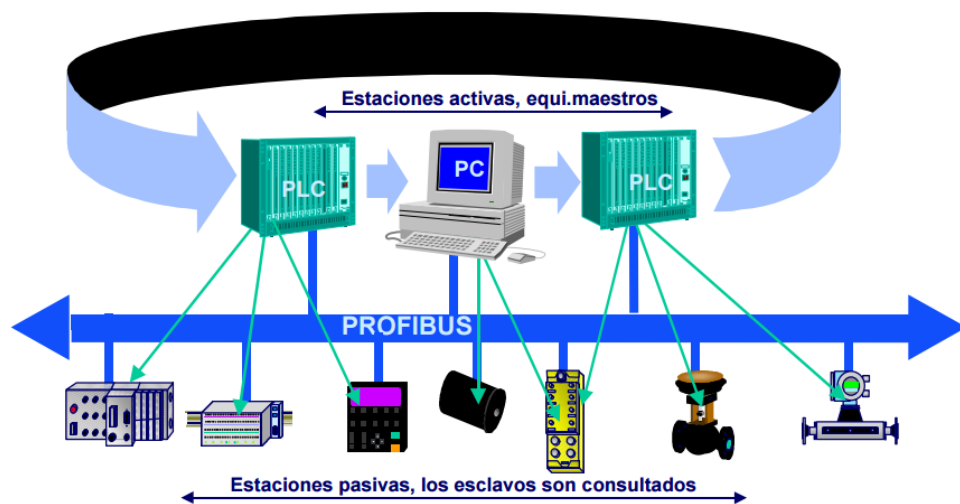 Estaciones activas, equi.maestros
PLC
PC
PLC
PROFIBUS
Estaciones pasivas, los esclavos son consultados